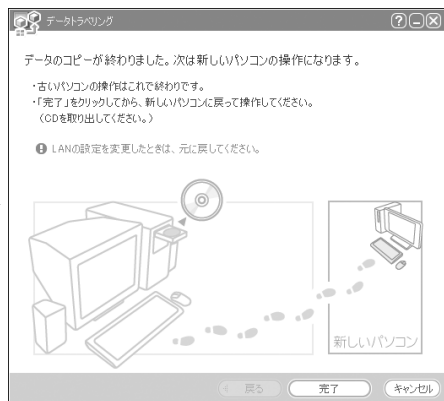 データトラベリング
データのコピーが終わりました。次は新しいパソコンの操作になります。
・古いパソコンの操作はこれで終わりです。
・「完了」をクリックしてから、新しいパソコンに戻って操作してください。
（CDを取り出してください。）
LANの設定を変更したときは、元に戻してください。
新しいパソコン
戻る
完了
キャンセル